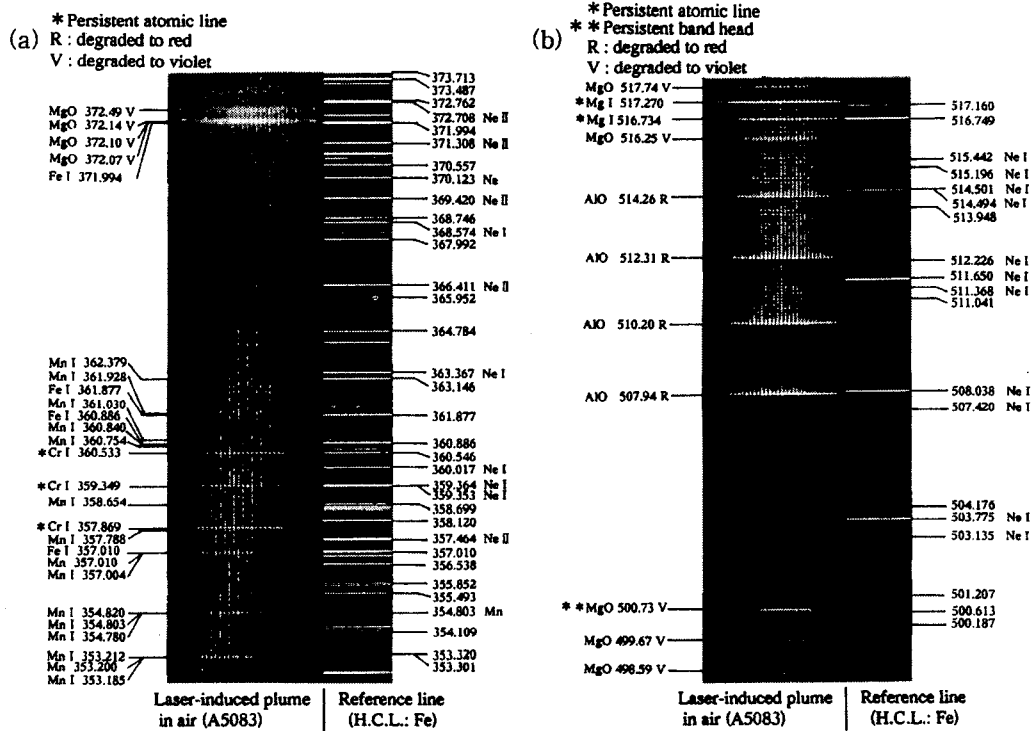 (a)
* Persistent atomic line
R : degraded to red
V : degraded to violet
MgO 372.49 V
MgO 372.14 V
MgO 372.10 V
MgO 372.07 V
Fe I 371.994
Mn I 362.379
Mn I 361.928
Fe I 361.877
Mn I 361.030
Fe I 360.886
Mn I 360.840
Mn I 360.754
* Cr I 360.533
* Cr I 359.349
Mn I 358.654
* Cr I 357.869
Mn I 357.788
Fe I 357.010
Mn 357.010
Mn I 357.004
Mn I 354.820
Mn I 354.803
Mn I 354.780
Mn I 353.212
Mn 353.200
Mn I 353.185
373.713
373.487
372.762
372.708 Ne II
371.994
371.308 Ne II
370.557
370.123 Ne
369.420 Ne II
368.746
368.574 Ne I
367.992
366.411 Ne II
365.952
364.784
363.367 Ne I
363.146
361.877
360.886
360.546
360.017 Ne I
359.364 Ne I
359.353 Ne I
358.699
358.120
357.464 Ne II
357.010
356.538
355.852
355.493
354.803 Mn
354.109
353.320
353.301
Laser-induced plume
in air (A5083)
Reference line
(H.C.L.: Fe)
(b)
* Persistent atomic line
* * Persistent band head
R : degraded to red
V : degraded to violet
MgO 517.74 V
* Mg I 517.270
* Mg I 516.734
MgO 516.25 V
AlO 514.26 R
AlO 512.31 R
AlO 510.20 R
AlO 507.94 R
* * MgO 500.73 V
MgO 499.67 V
MgO 498.59 V
517.160
516.749
515.442 Ne I
515.196 Ne I
514.501 Ne I
514.494 Ne I
513.948
512.226 Ne I
511.650 Ne I
511.368 Ne I
511.041
508.038 Ne I
507.420 Ne I
504.176
503.775 Ne I
503.135 Ne I
501.207
500.613
500.187
Laser-induced plume
in air (A5083)
Reference line
(H.C.L.: Fe)